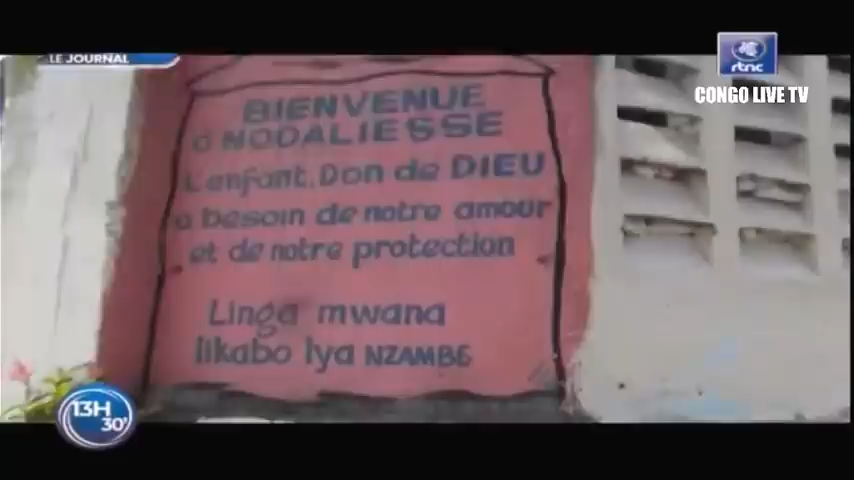 LE JOURNAL
rtnc
CONGO LIVE TV
BIENVENUE
à NODALIESSE
L'enfant, Don de DIEU
a besoin de notre amour
et de notre protection
Linga mwana
likabo lya NZAMBE
13H
30'